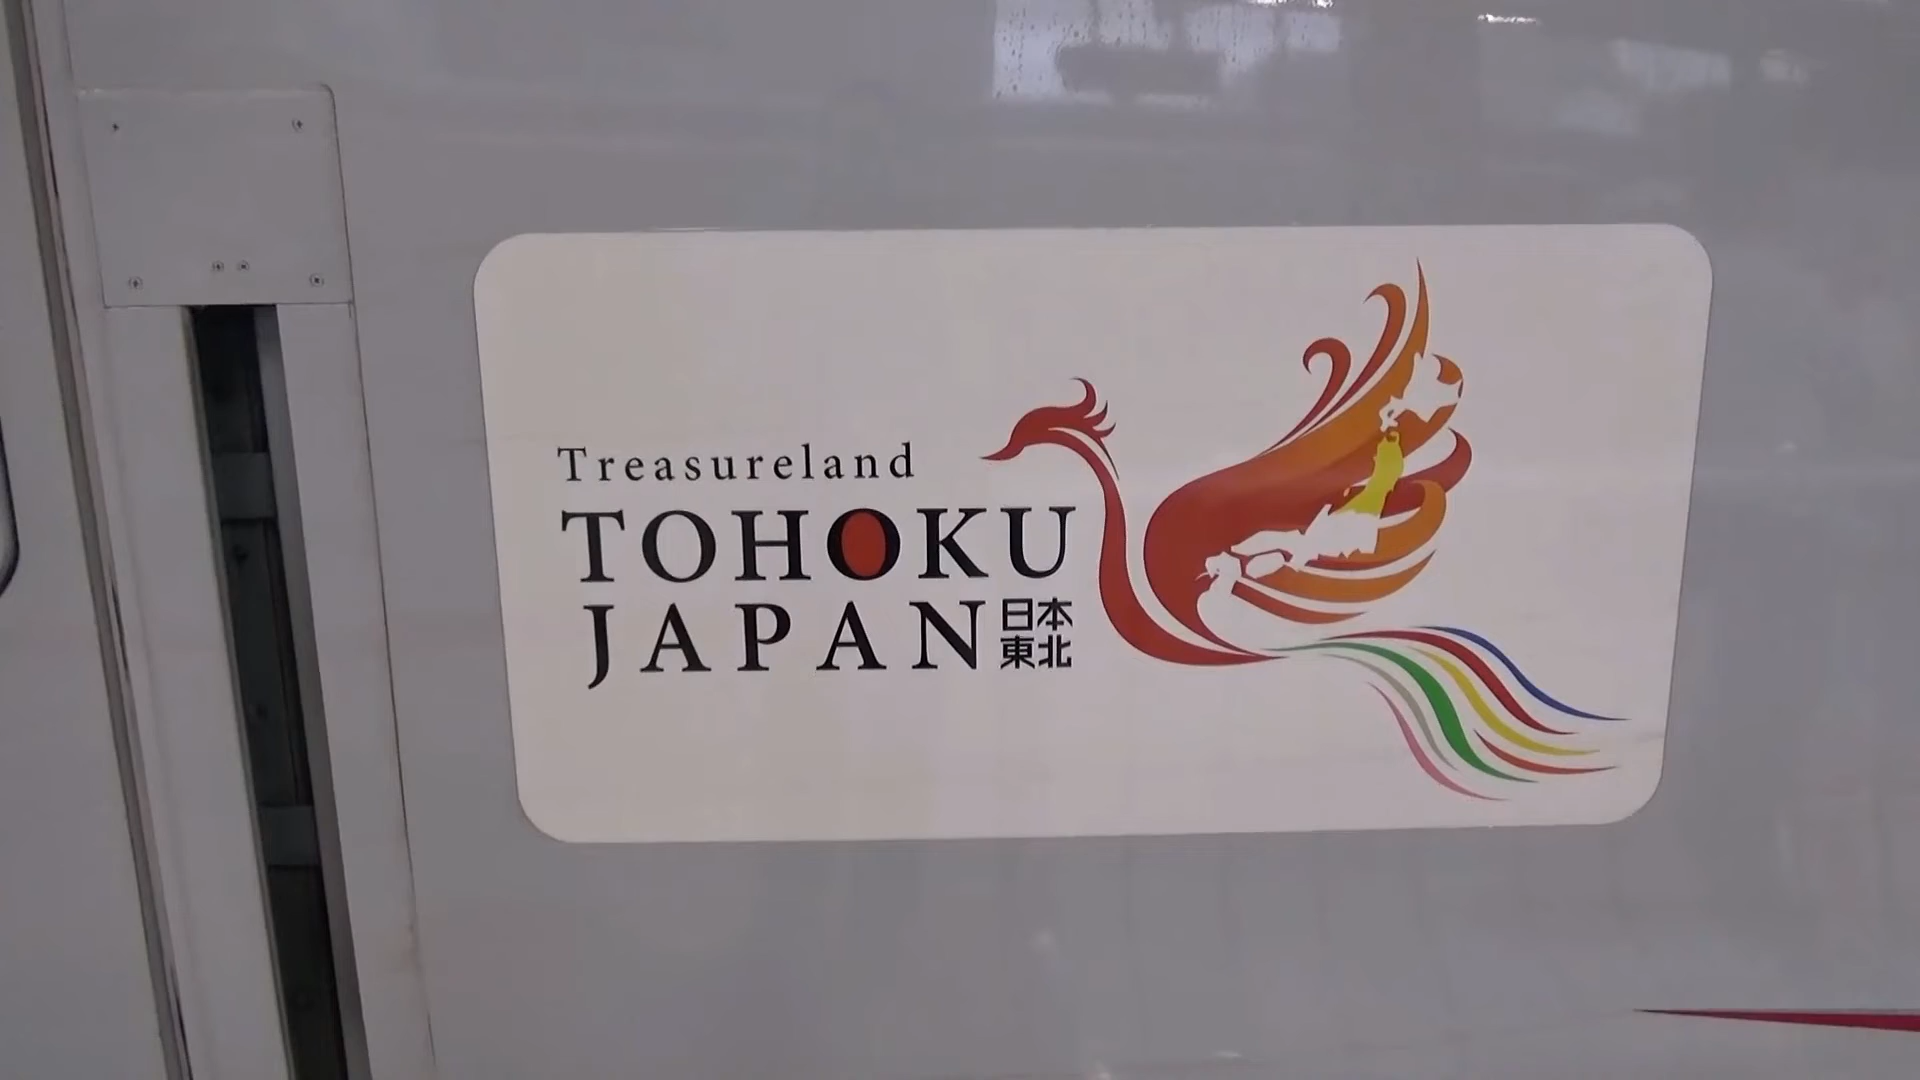 Treasureland
TOHOKU
JAPAN
日本
東北